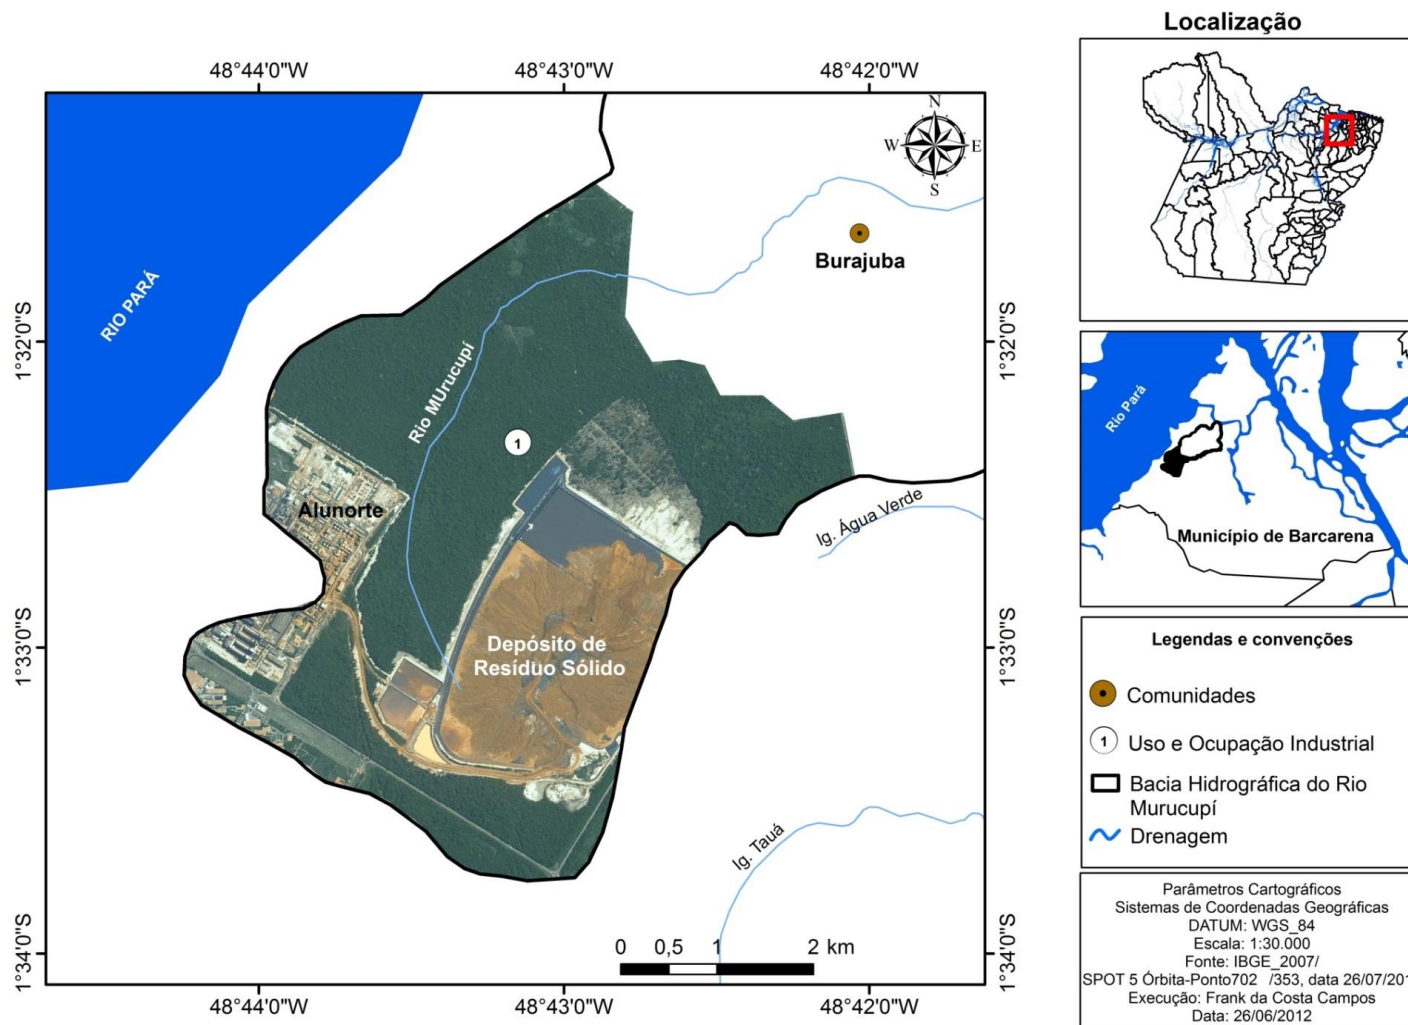 Localização
48°44'0"W
48°43'0"W
48°42'0"W
N
W
E
S
RIO PARÁ
Burajuba
1°32'0"S
1°32'0"S
Rio MUrucupí
1
Alunorte
Ig. Água Verde
Depósito de
Resíduo Sólido
1°33'0"S
1°33'0"S
Ig. Tauá
0 0,5 1 2 km
1°34'0"S
1°34'0"S
48°44'0"W
48°43'0"W
48°42'0"W
Rio Pará
Município de Barcarena
Legendas e convenções
Comunidades
1 Uso e Ocupação Industrial
Bacia Hidrográfica do Rio
Murucupí
Drenagem
Parâmetros Cartográficos
Sistemas de Coordenadas Geográficas
DATUM: WGS_84
Escala: 1:30.000
Fonte: IBGE_2007/
SPOT 5 Órbita-Ponto702 /353, data 26/07/201
Execução: Frank da Costa Campos
Data: 26/06/2012